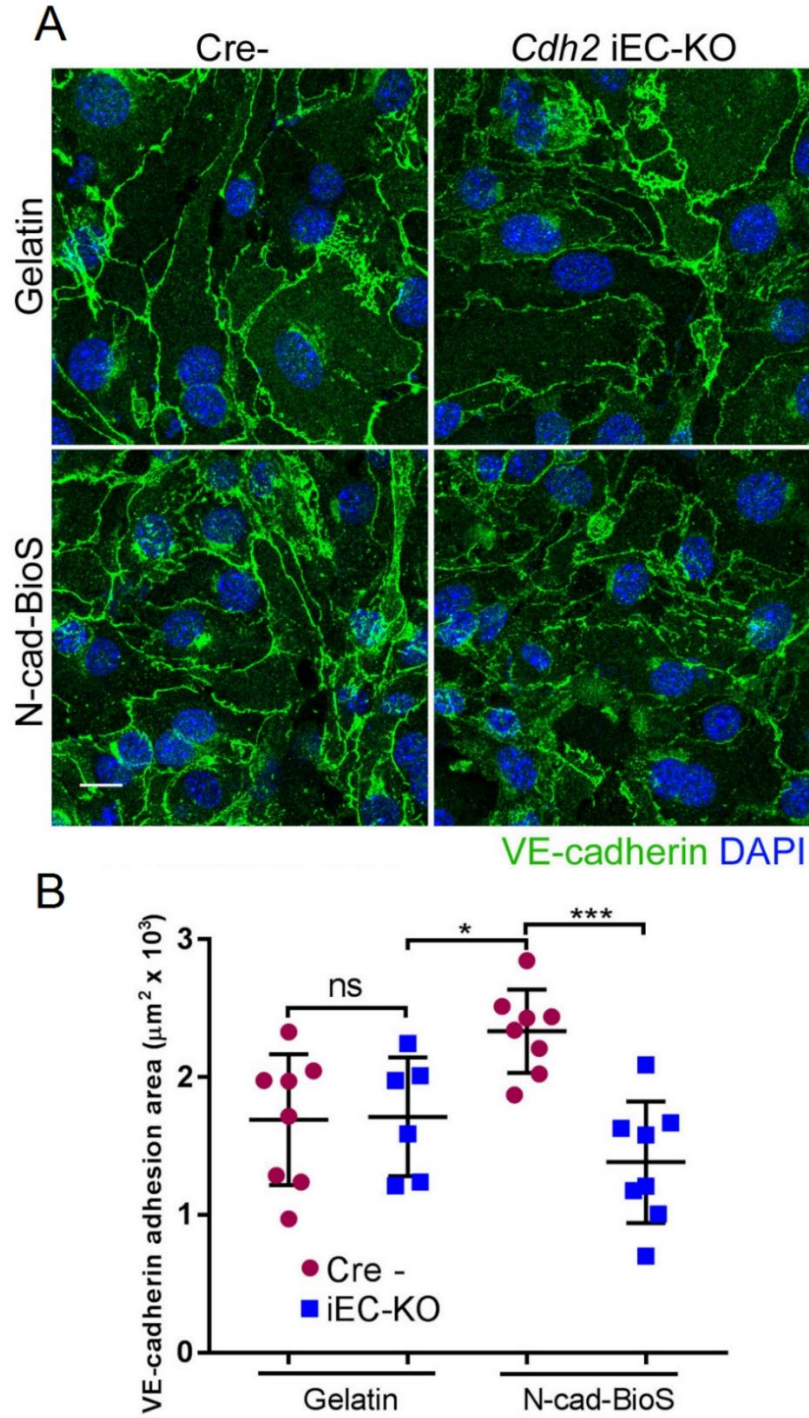 A
Cre-
Cdh2 iEC-KO
Gelatin
N-cad-BioS
VE-cadherin DAPI
B
VE-cadherin adhesion area (μm² x 10³)
3
2
1
0
ns
*
***
Cre -
iEC-KO
Gelatin
N-cad-BioS